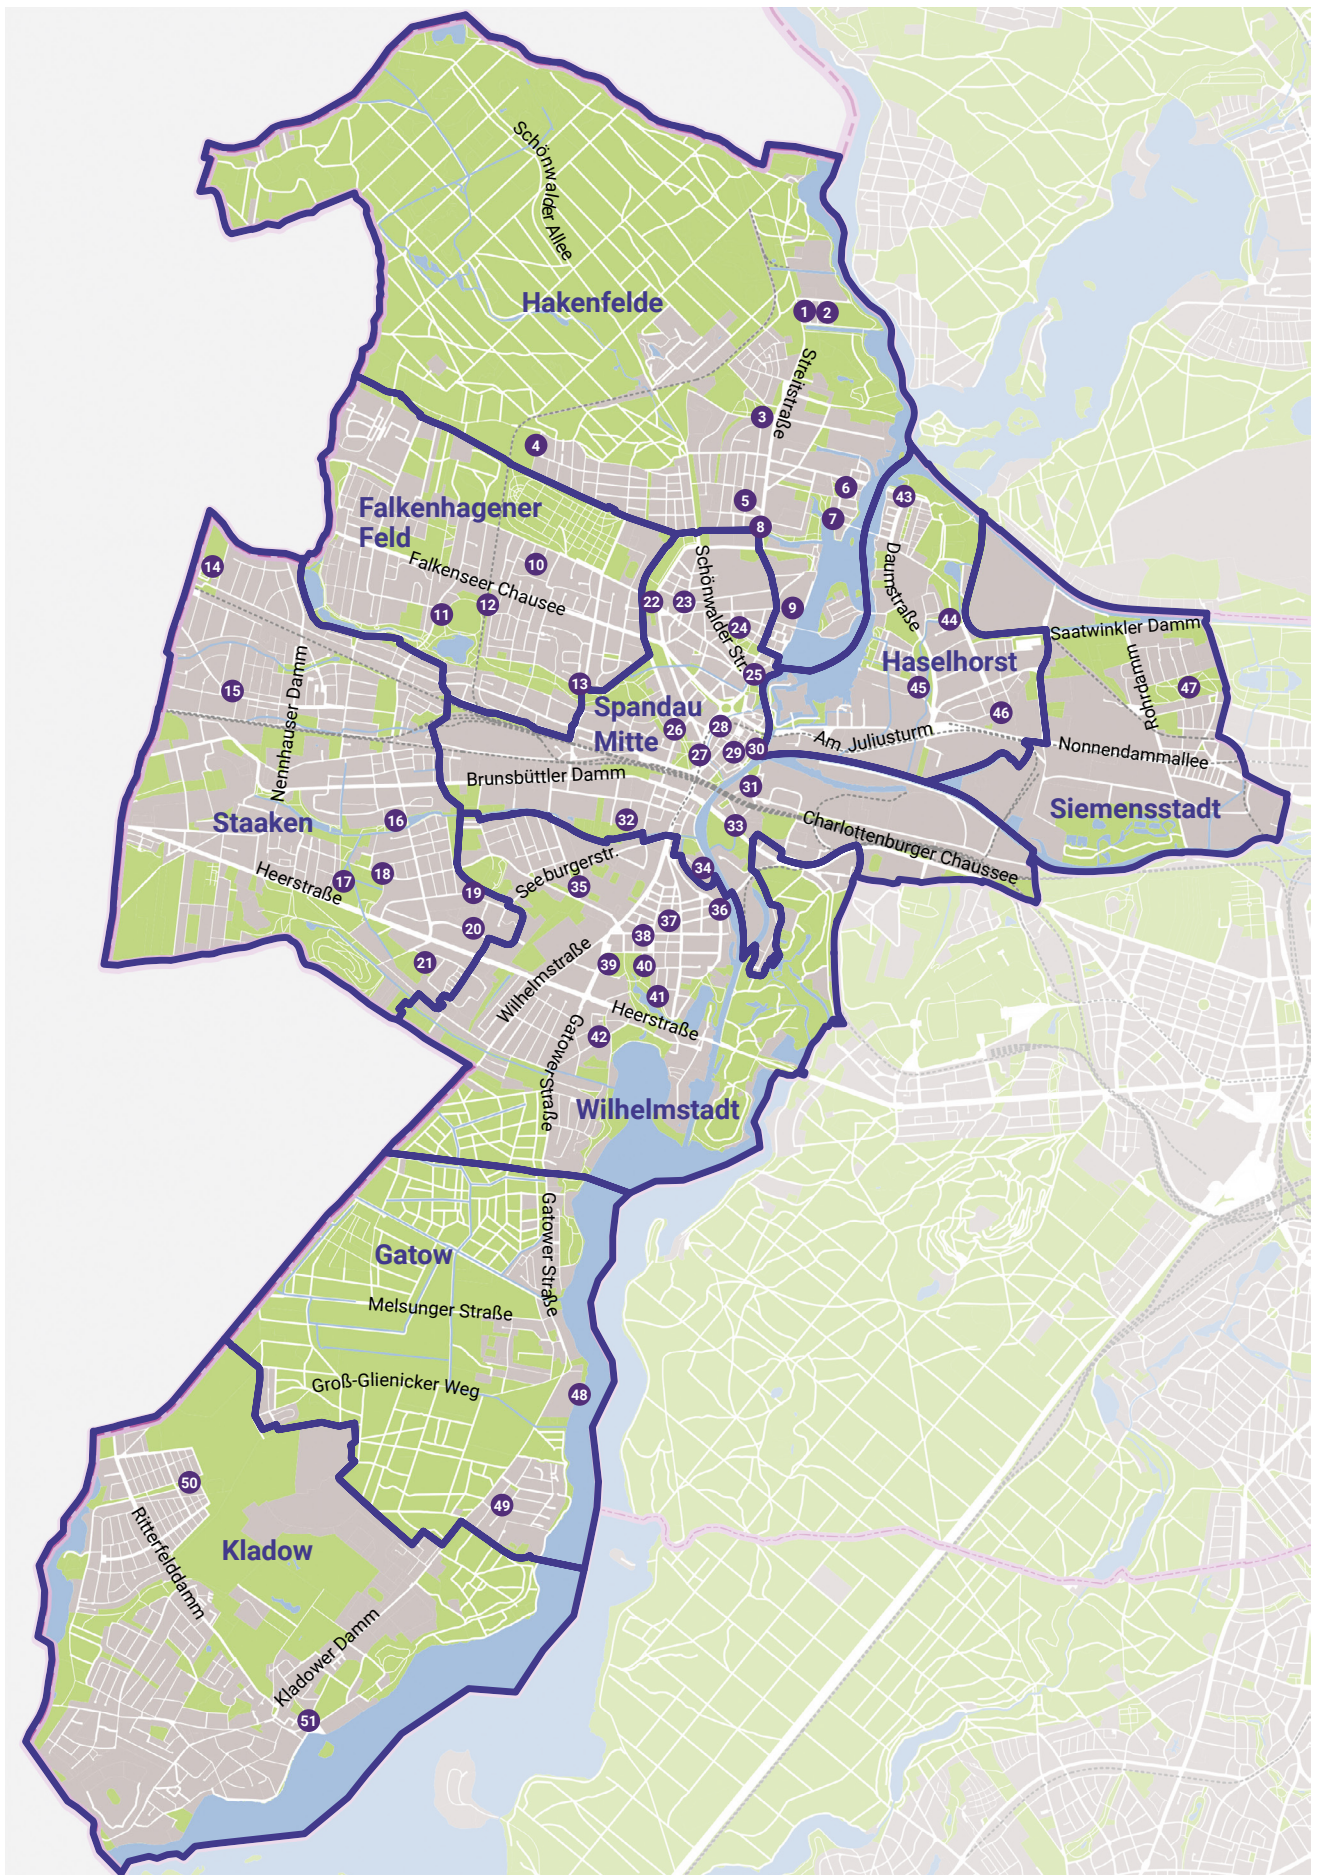 Schönwalder Allee
Hakenfelde
1
2
Streitstraße
3
4
5
6
7
8
43
Falkenhagener
Feld
Falkenseer Chausee
10
11
12
13
14
15
Nennhauser Damm
Schönwalder Str.
22
23
24
25
9
Daumstraße
44
Haselhorst
45
46
Saatwinkler Damm
Rohrdamm
47
Spandau
Mitte
26
27
28
29
30
31
Am Juliusturm
Nonnendammallee
Siemensstadt
Brunsbüttler Damm
Staaken
16
17
18
Heerstraße
19
20
21
32
33
Charlottenburger Chaussee
Seeburgerstr.
34
35
36
37
38
39
40
41
Wilhelmstraße
Heerstraße
42
Gatower Straße
Wilhelmstadt
Gatow
Gatower Straße
Melsunger Straße
Groß-Glienicker Weg
48
49
50
Kladow
Ritterfelddamm
Kladower Damm
51